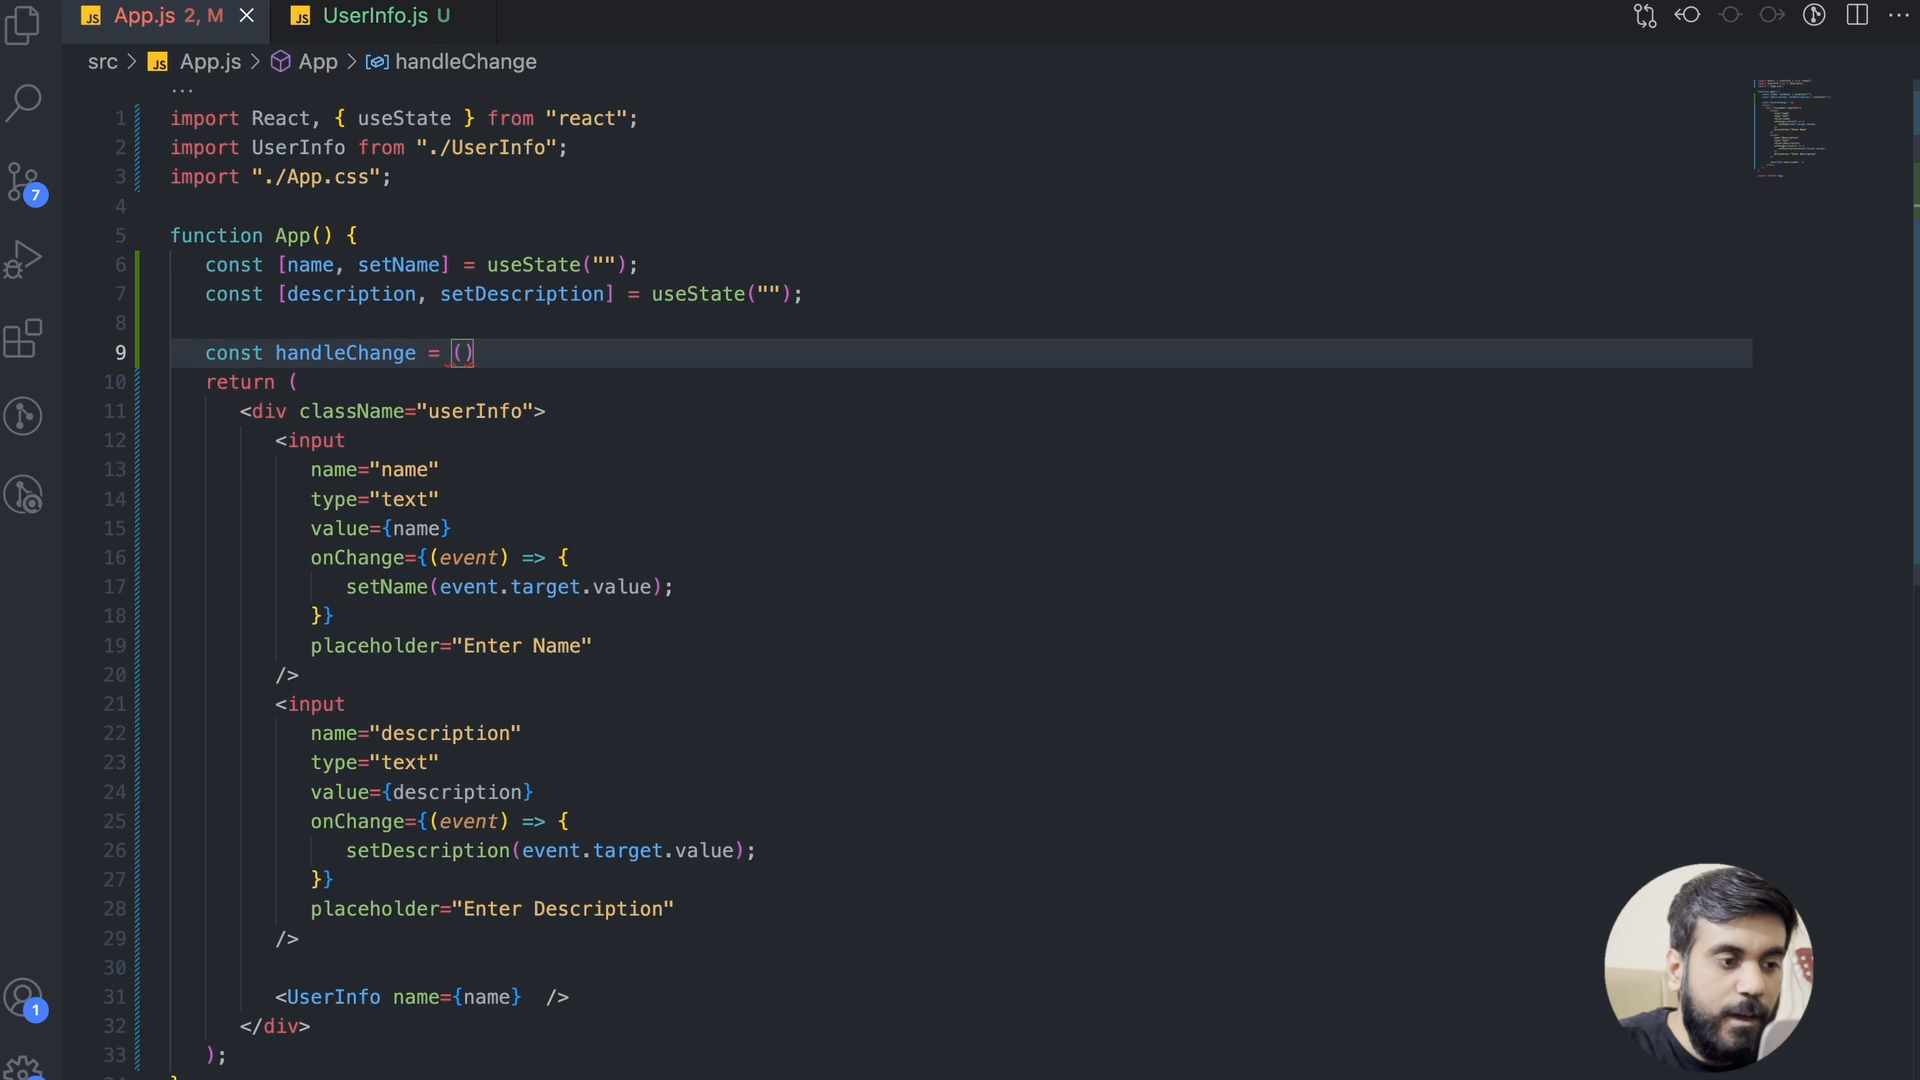 App.js 2, M
UserInfo.js U
src > App.js > App > handleChange
...
1 import React, { useState } from "react";
2 import UserInfo from "./UserInfo";
3 import "./App.css";
4
5 function App() {
6 const [name, setName] = useState("");
7 const [description, setDescription] = useState("");
8
9 const handleChange = ()
10 return (
11 <div className="userInfo">
12 <input
13 name="name"
14 type="text"
15 value={name}
16 onChange={(event) => {
17 setName(event.target.value);
18 }}
19 placeholder="Enter Name"
20 />
21 <input
22 name="description"
23 type="text"
24 value={description}
25 onChange={(event) => {
26 setDescription(event.target.value);
27 }}
28 placeholder="Enter Description"
29 />
30
31 <UserInfo name={name}  />
32 </div>
33 );
7
1